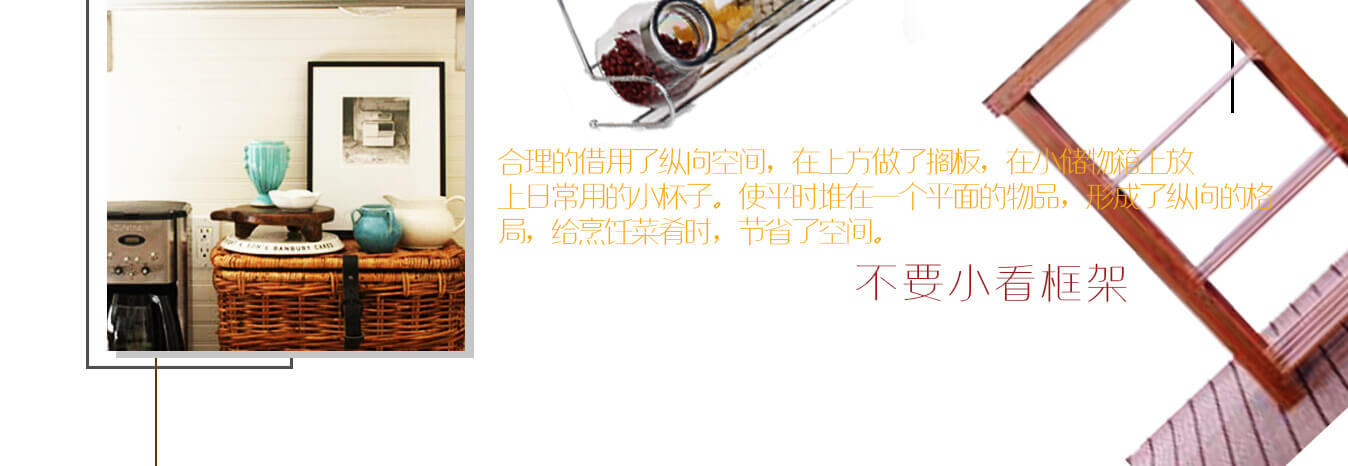 合理的借用了纵向空间，在上方做了搁板，在小储物箱上放
上日常用的小杯子。使平时堆在一个平面的物品，形成了纵向的格
局，给烹饪菜肴时，节省了空间。
不要小看框架